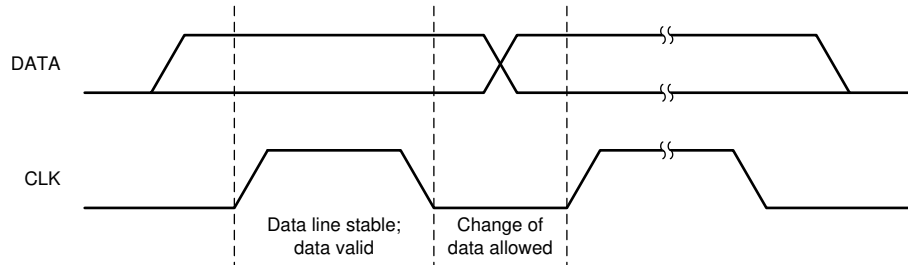 DATA
CLK
Data line stable;
data valid
Change of
data allowed